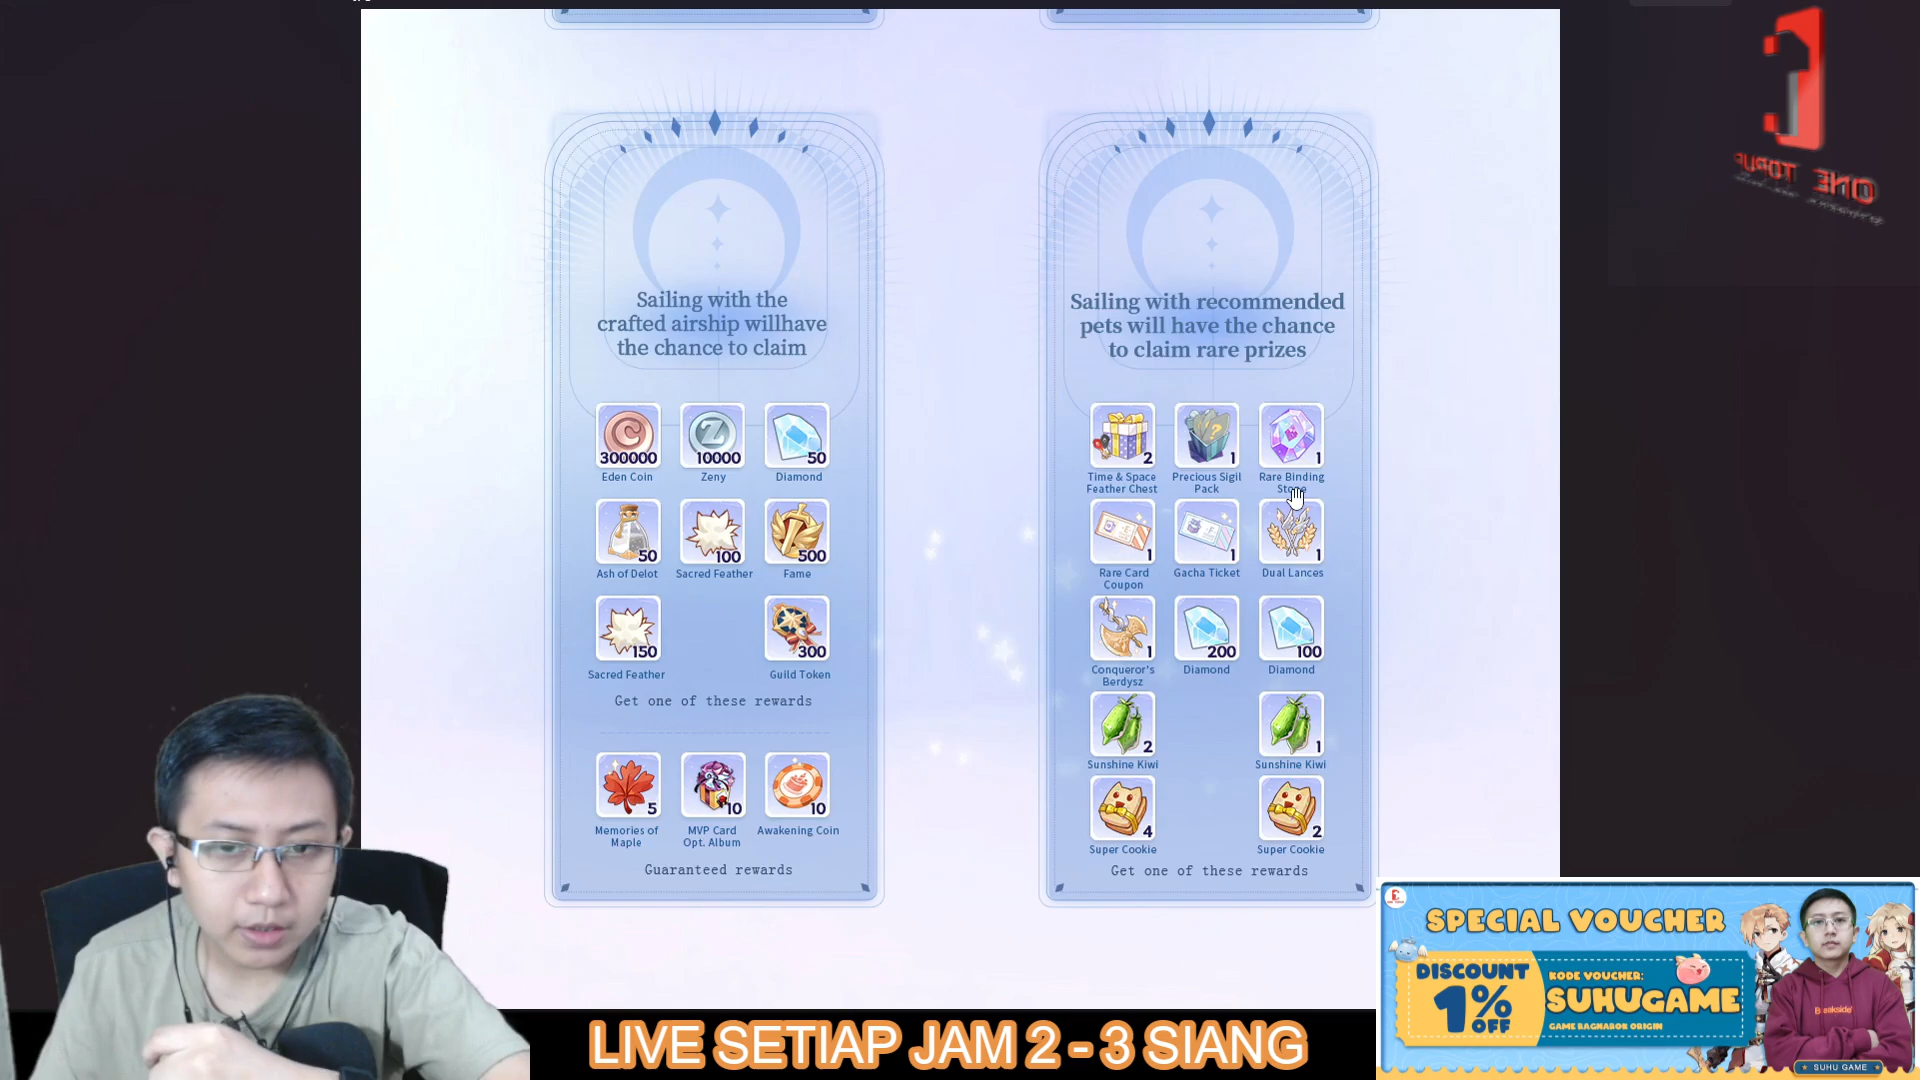 Sailing with the
crafted airship willhave
the chance to claim
300000
10000
50
Eden Coin
Zeny
Diamond
50
100
500
Ash of Delot
Sacred Feather
Fame
150
300
Sacred Feather
Guild Token
Get one of these rewards
5
10
10
Memories of
Maple
MVP Card
Opt. Album
Awakening Coin
Guaranteed rewards
Sailing with recommended
pets will have the chance
to claim rare prizes
2
1
1
Time & Space
Feather Chest
Precious Sigil
Pack
Rare Binding
Stone
1
1
1
Rare Card
Coupon
Gacha Ticket
Dual Lances
1
200
100
Conqueror's
Berdysz
Diamond
Diamond
2
1
Sunshine Kiwi
Sunshine Kiwi
4
2
Super Cookie
Super Cookie
Get one of these rewards
ONE TOPUP
SPECIAL VOUCHER
DISCOUNT
1%
OFF
KODE VOUCHER:
SUHUGAME
GAME RAGNAROK ORIGIN
SUHU GAME
LIVE SETIAP JAM 2 - 3 SIANG